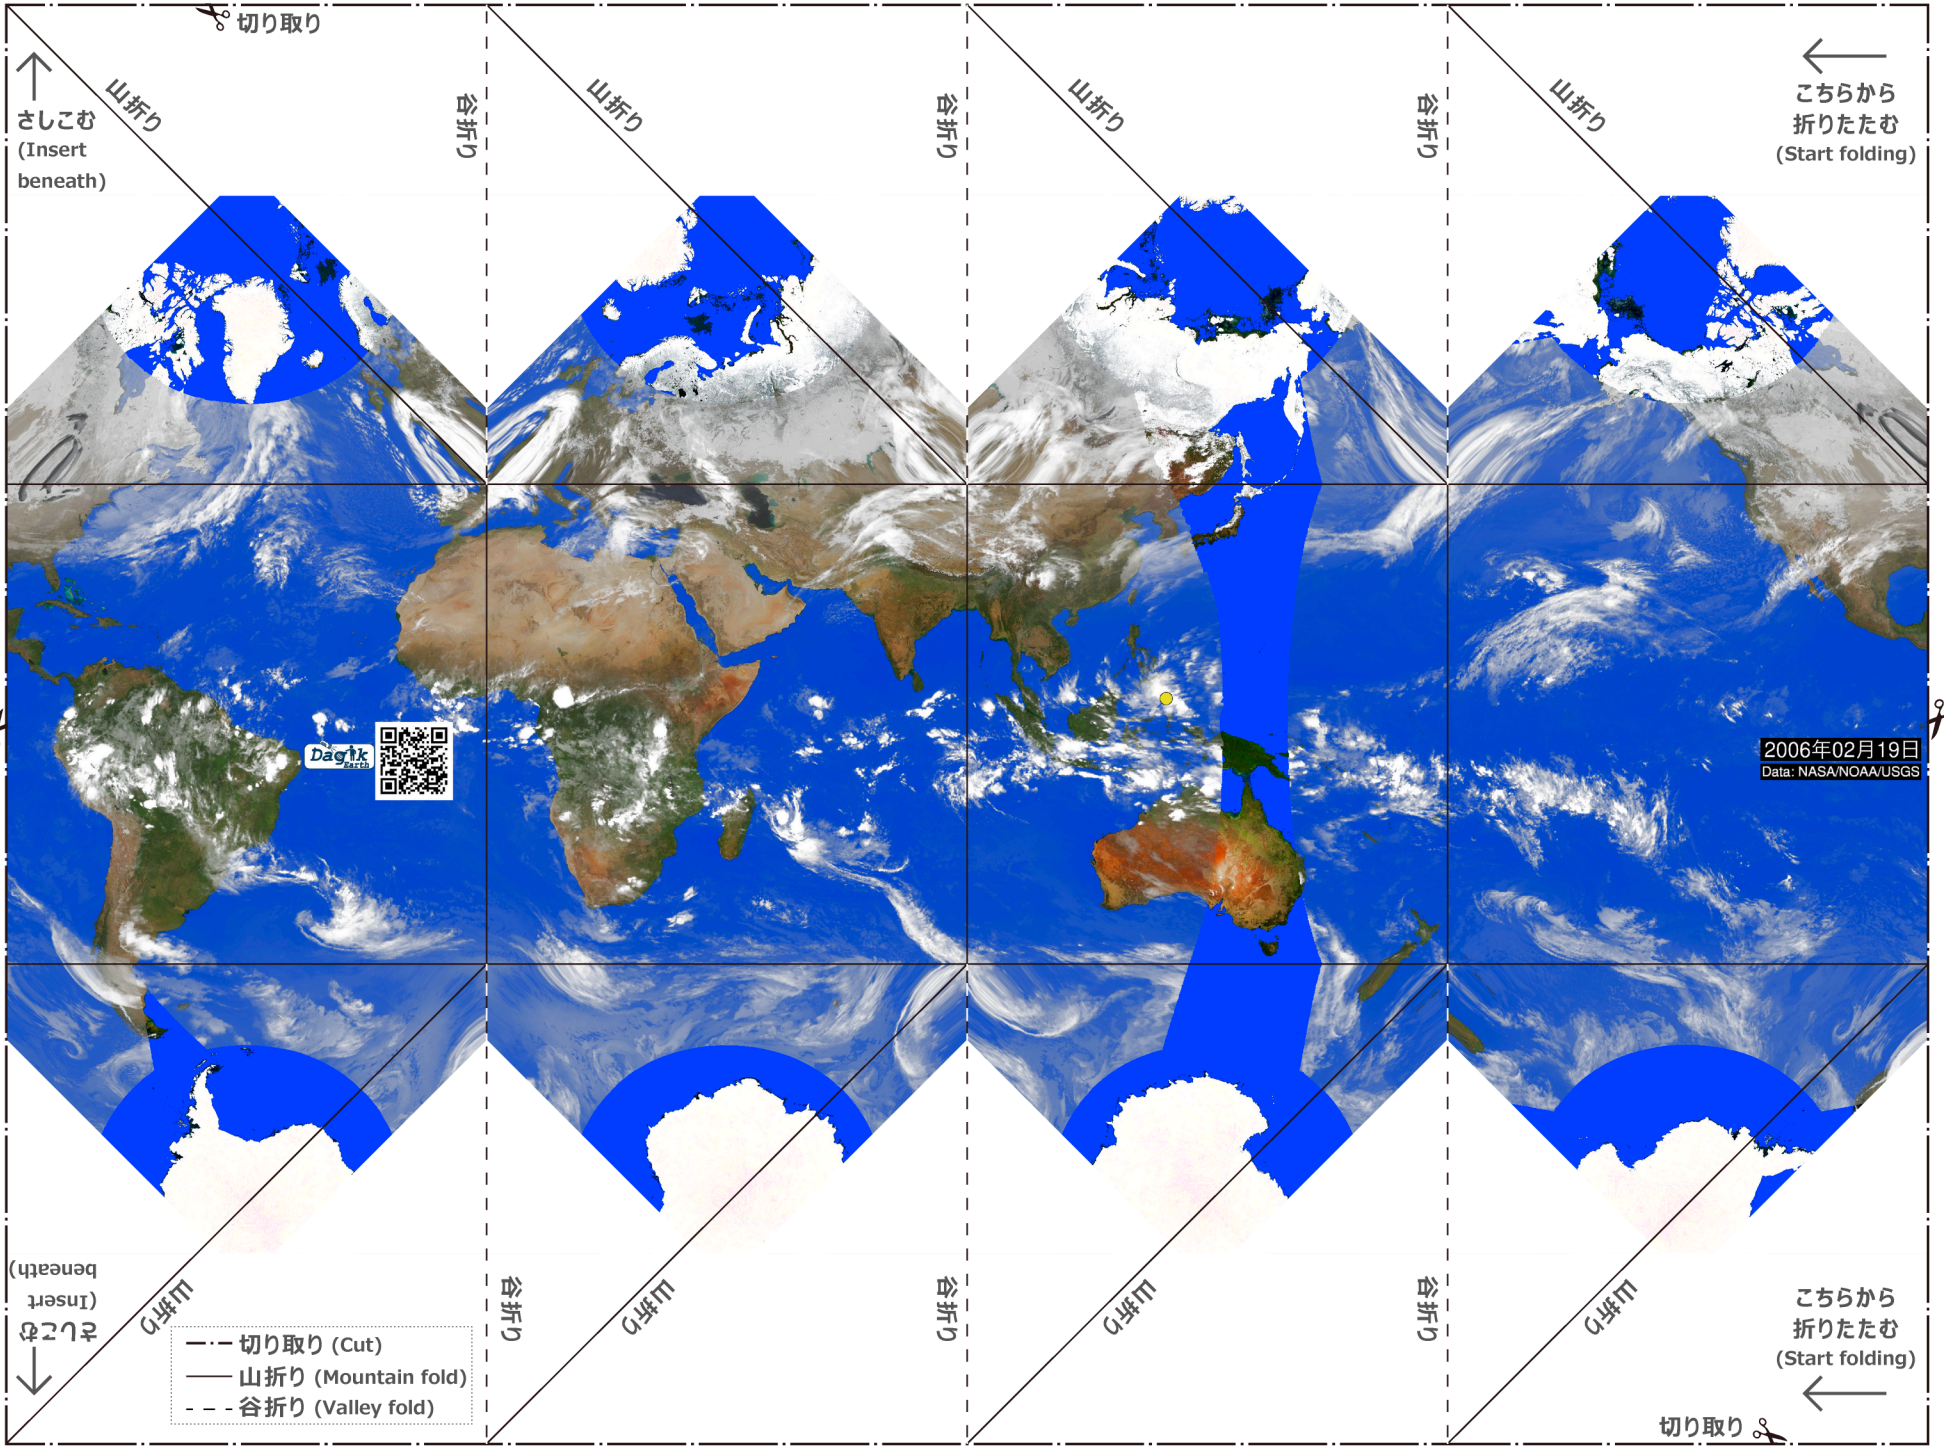 切り取り
山折り
谷折り
山折り
谷折り
山折り
谷折り
山折り
こちらから
折りたたむ
(Start folding)
さしこむ
(Insert
beneath)
Dagik
Earth
2006年02月19日
Data: NASA/NOAA/USGS
さしこむ
(Insert
beneath)
山折り
谷折り
山折り
谷折り
山折り
谷折り
山折り
こちらから
折りたたむ
(Start folding)
切り取り (Cut)
山折り (Mountain fold)
谷折り (Valley fold)
切り取り